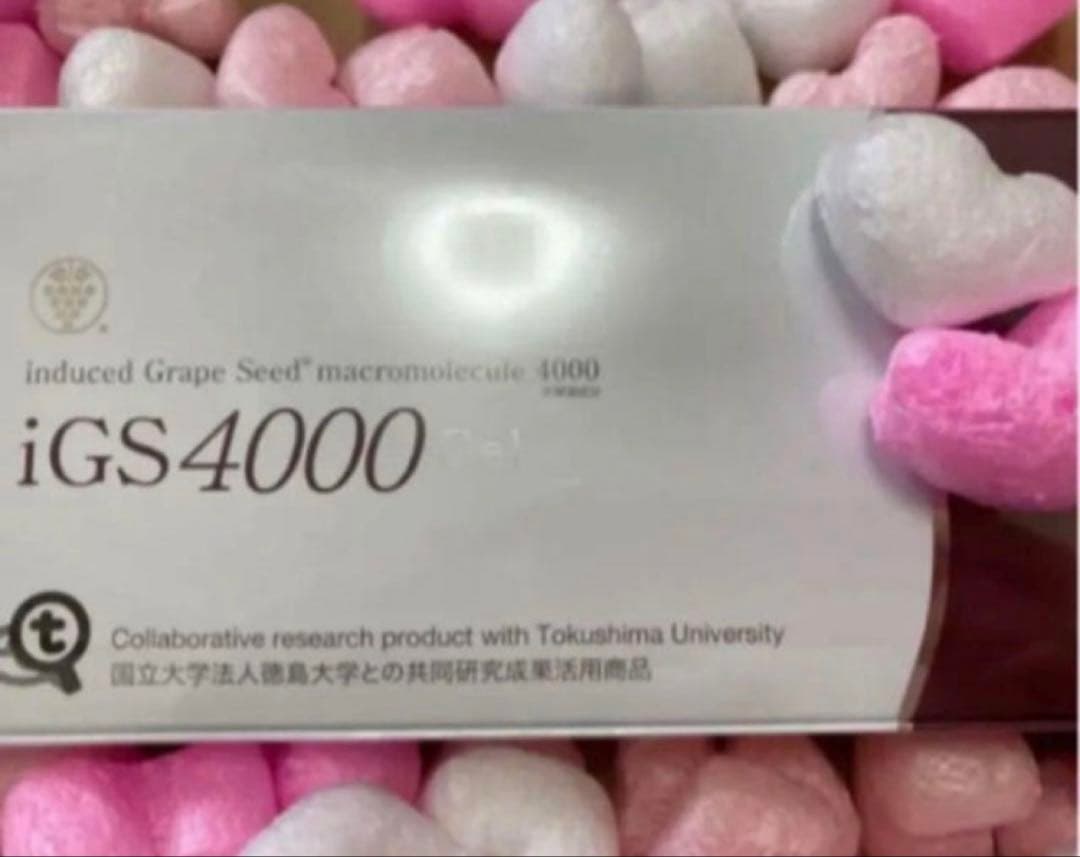 induced Grape Seed® macromolecule 4000
iGS4000
t
Collaborative research product with Tokushima University
国立大学法人徳島大学との共同研究成果活用商品